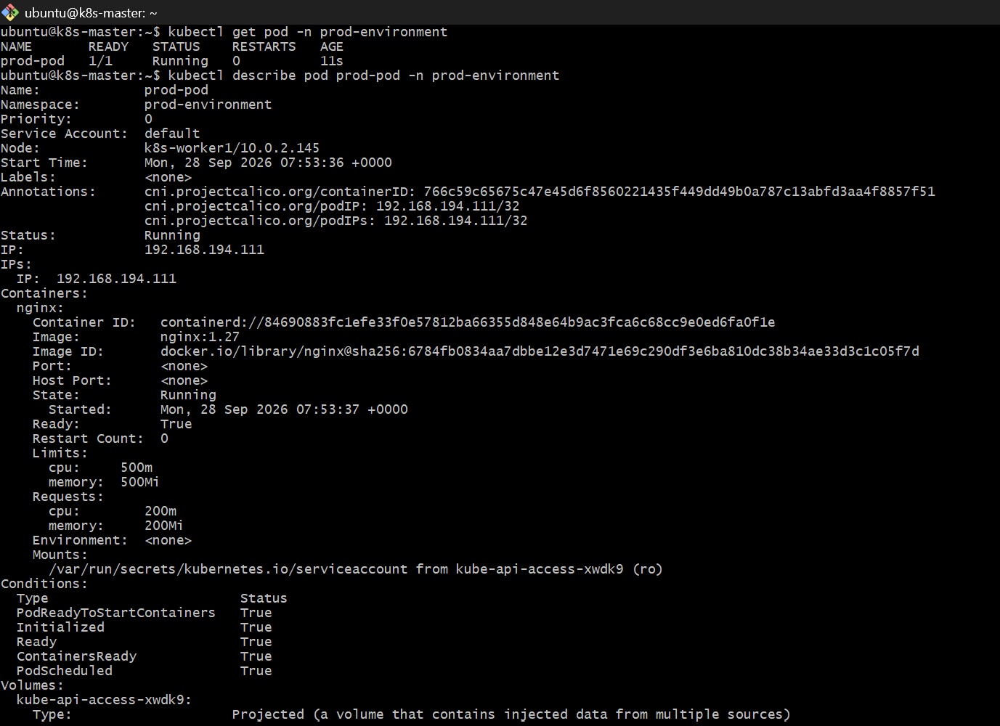 ubuntu@k8s-master: ~
ubuntu@k8s-master:~$ kubectl get pod -n prod-environment
NAME       READY   STATUS    RESTARTS   AGE
prod-pod   1/1     Running   0          11s
ubuntu@k8s-master:~$ kubectl describe pod prod-pod -n prod-environment
Name:             prod-pod
Namespace:        prod-environment
Priority:         0
Service Account:  default
Node:             k8s-worker1/10.0.2.145
Start Time:       Mon, 28 Sep 2026 07:53:36 +0000
Labels:           <none>
Annotations:      cni.projectcalico.org/containerID: 766c59c65675c47e45d6f8560221435f449dd49b0a787c13abfd3aa4f8857f51
                  cni.projectcalico.org/podIP: 192.168.194.111/32
                  cni.projectcalico.org/podIPs: 192.168.194.111/32
Status:           Running
IP:               192.168.194.111
IPs:
  IP:  192.168.194.111
Containers:
  nginx:
    Container ID:   containerd://84690883fc1efe33f0e57812ba66355d848e64b9ac3fca6c68cc9e0ed6fa0f1e
    Image:          nginx:1.27
    Image ID:       docker.io/library/nginx@sha256:6784fb0834aa7dbbe12e3d7471e69c290df3e6ba810dc38b34ae33d3c1c05f7d
    Port:           <none>
    Host Port:      <none>
    State:          Running
      Started:      Mon, 28 Sep 2026 07:53:37 +0000
    Ready:          True
    Restart Count:  0
    Limits:
      cpu:     500m
      memory:  500Mi
    Requests:
      cpu:        200m
      memory:     200Mi
    Environment:  <none>
    Mounts:
      /var/run/secrets/kubernetes.io/serviceaccount from kube-api-access-xwdk9 (ro)
Conditions:
  Type                        Status
  PodReadyToStartContainers   True
  Initialized                 True
  Ready                       True
  ContainersReady             True
  PodScheduled                True
Volumes:
  kube-api-access-xwdk9:
    Type:                    Projected (a volume that contains injected data from multiple sources)